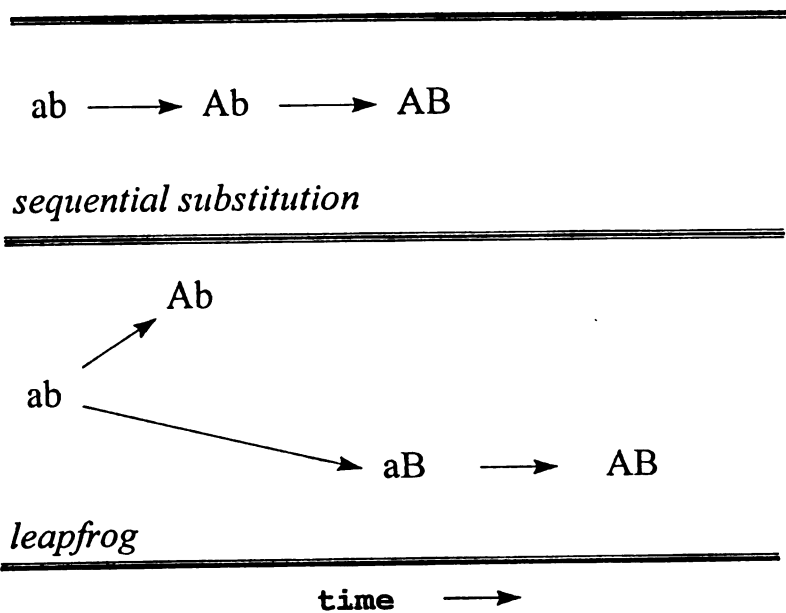 ab → Ab → AB
sequential substitution
Ab
ab
aB → AB
leapfrog
time →